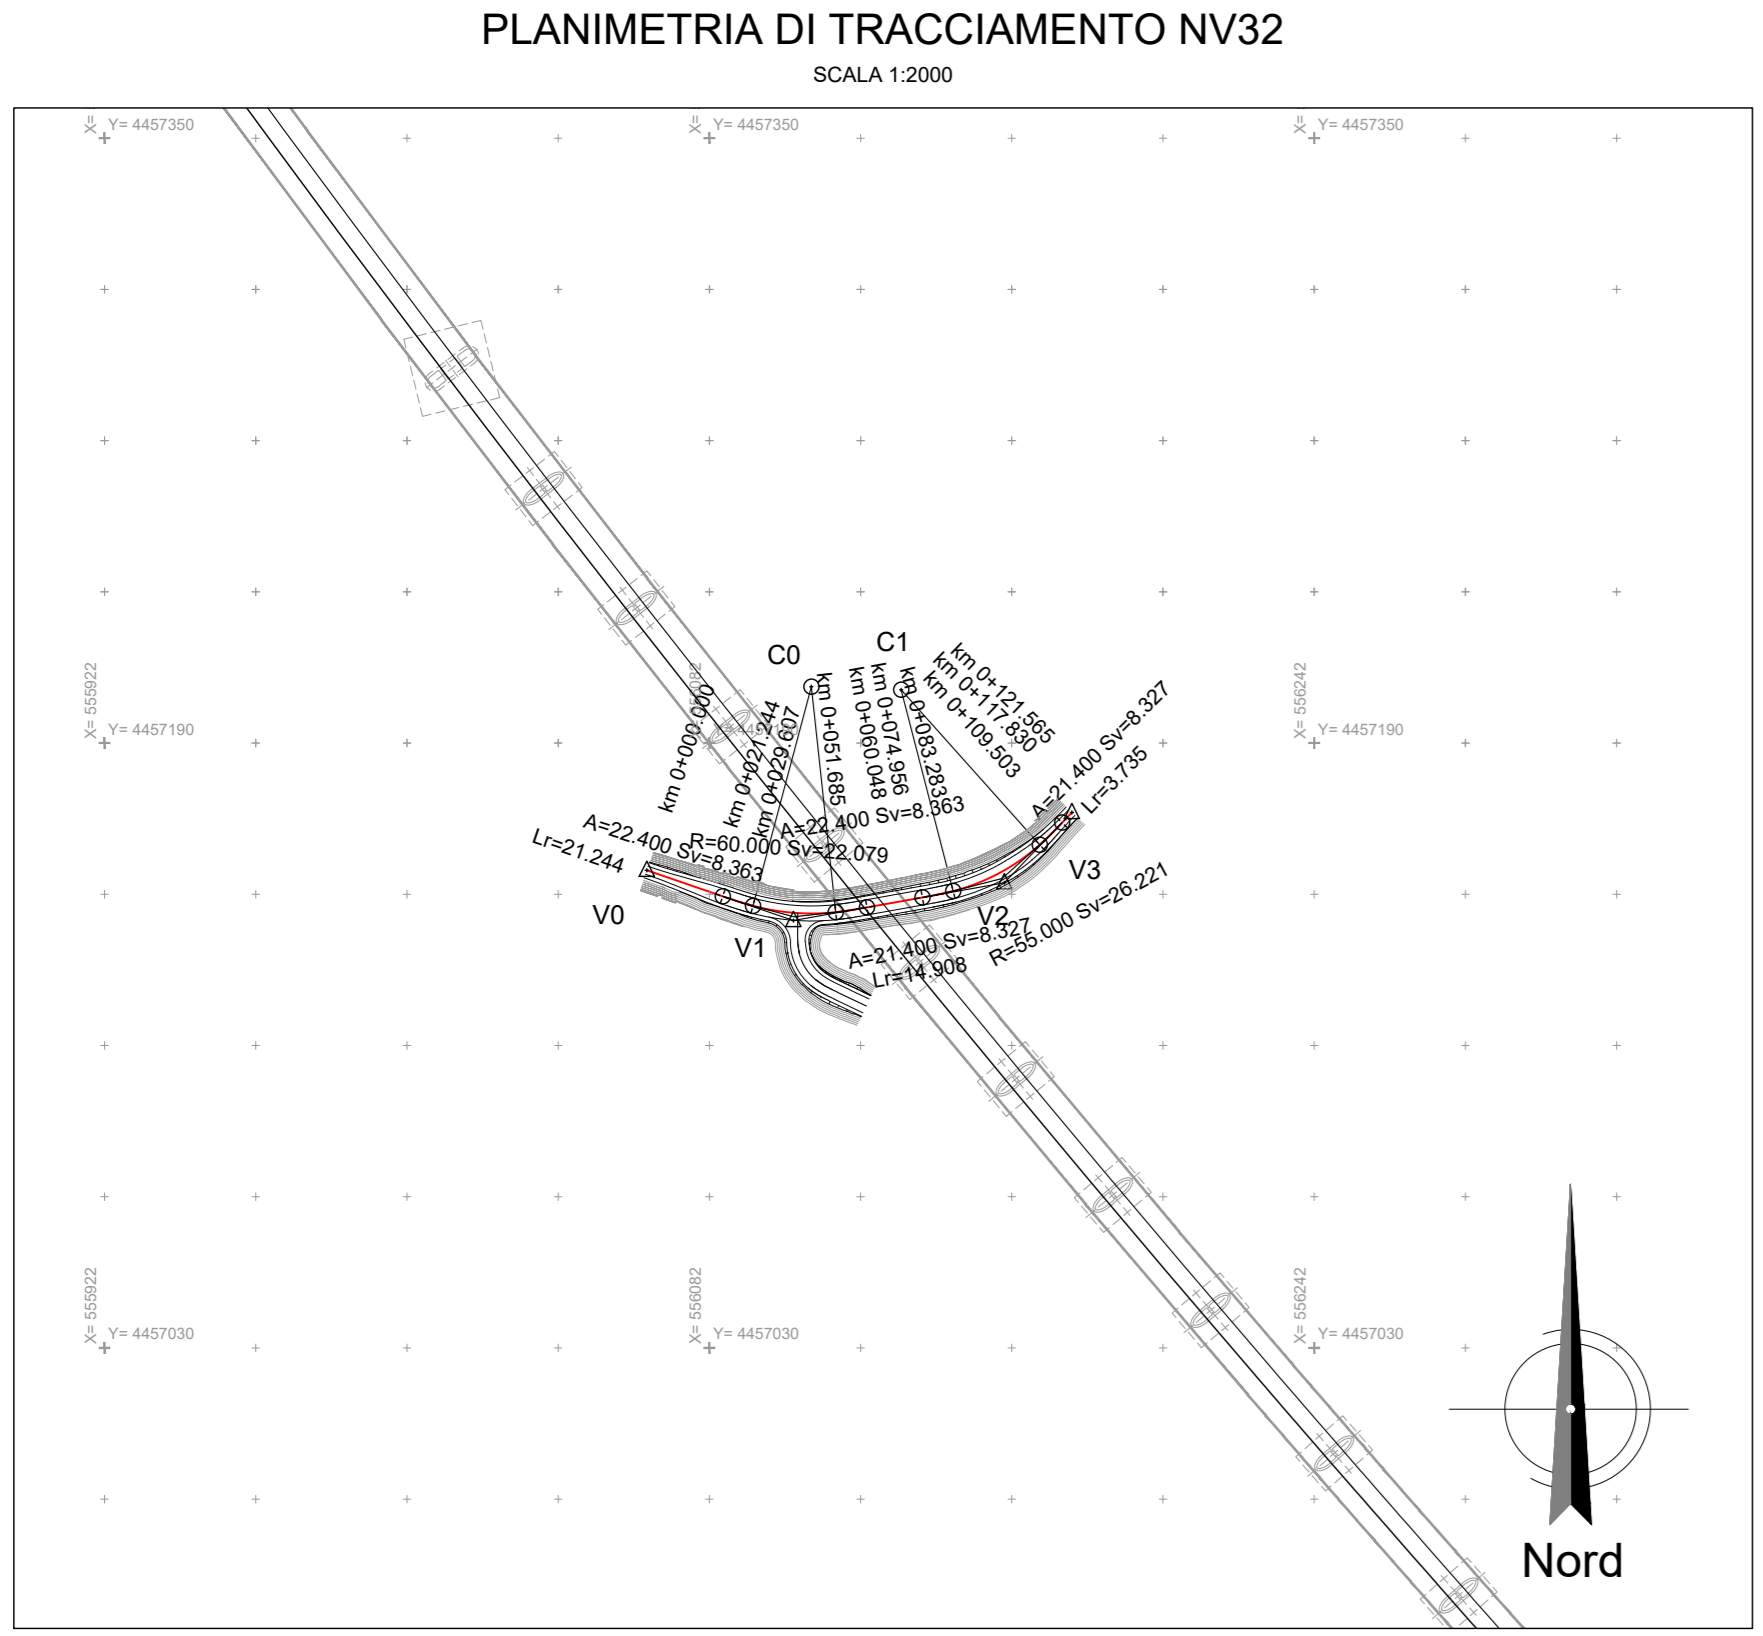 PLANIMETRIA DI TRACCIAMENTO NV32
SCALA 1:2000
X=
Y= 4457350
X=
Y= 4457350
X=
Y= 4457350
C0
C1
X= 555922
Y= 4457190
X= 556242
Y= 4457190
km 0+000.000
km 0+021.244
km 0+029.607
km 0+051.685
km 0+060.048
km 0+074.956
km 0+083.283
km 0+109.503
km 0+117.830
km 0+121.565
Lr=21.244
A=22.400 Sv=8.363
R=60.000 Sv=22.079
A=22.400 Sv=8.363
A=21.400 Sv=8.327
Lr=3.735
V0
V1
V2
V3
Lr=14.908
A=21.400 Sv=8.327
R=55.000 Sv=26.221
X= 555922
Y= 4457030
X= 556082
Y= 4457030
X= 556242
Y= 4457030
Nord